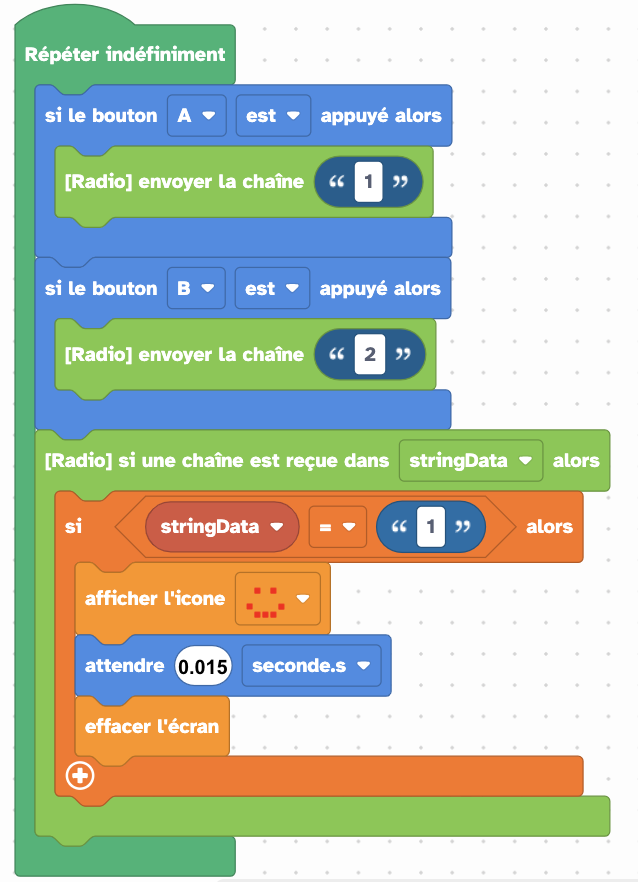 Répéter indéfiniment
si le bouton A est appuyé alors
[Radio] envoyer la chaîne “ 1 ”
si le bouton B est appuyé alors
[Radio] envoyer la chaîne “ 2 ”
[Radio] si une chaîne est reçue dans stringData alors
si stringData = “ 1 ” alors
afficher l'icone
attendre 0.015 seconde.s
effacer l'écran